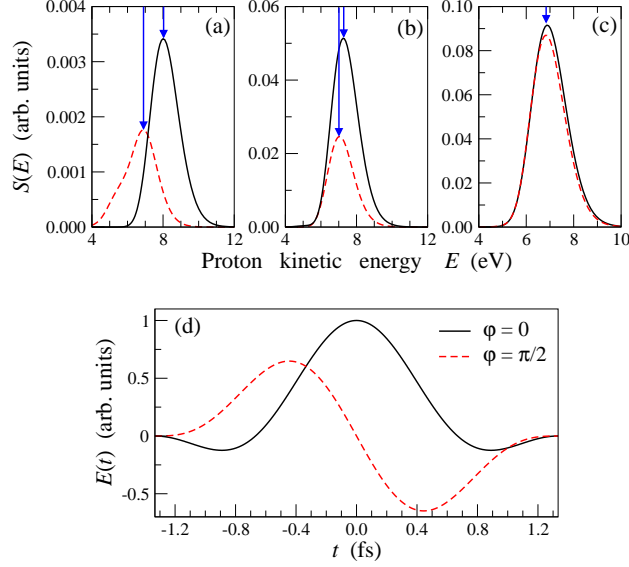 (a)
(b)
(c)
0.004
0.003
0.002
0.001
0.000
0.06
0.04
0.02
0.00
0.10
0.08
0.06
0.04
0.02
0.00
S(E) (arb. units)
4 8 12
4 8 12
4 6 8 10
Proton kinetic energy E (eV)
(d)
φ = 0
φ = π/2
1
0.5
0
-0.5
E(t) (arb. units)
-1.2 -0.8 -0.4 0.0 0.4 0.8 1.2
t (fs)